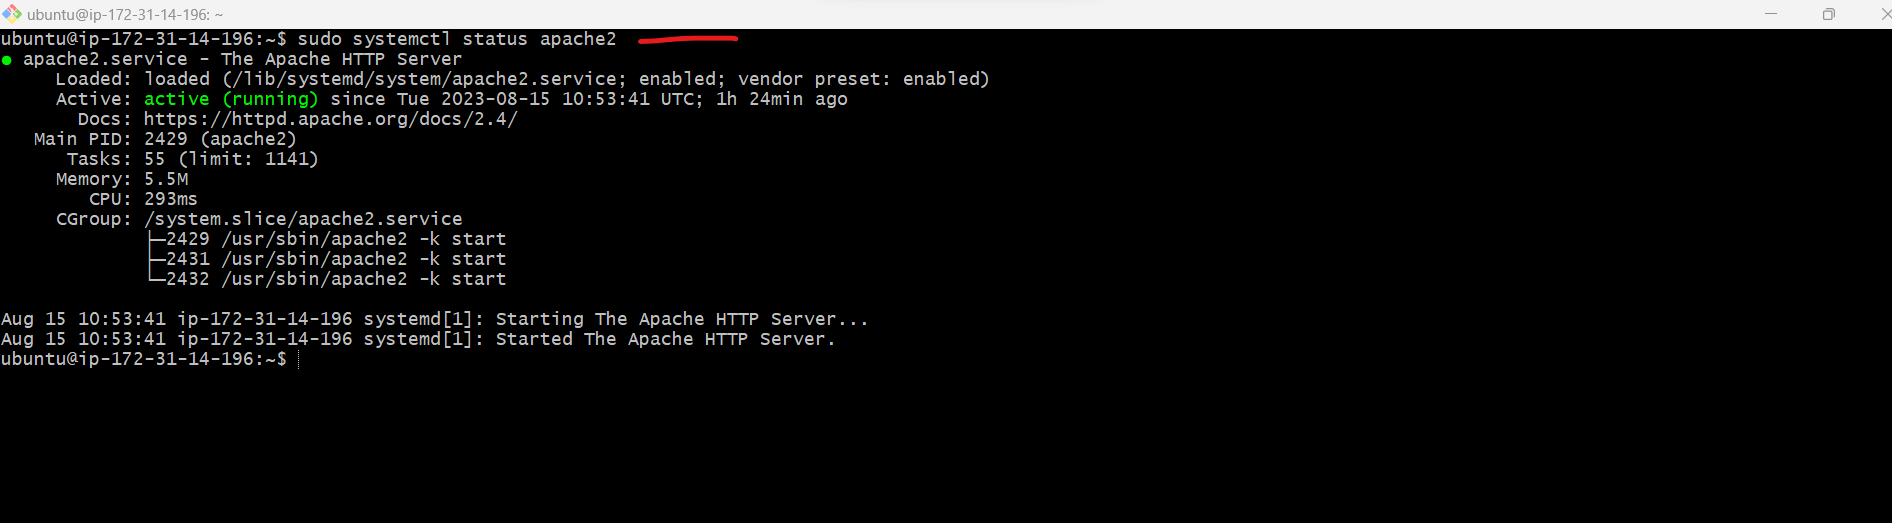 ubuntu@ip-172-31-14-196: ~
ubuntu@ip-172-31-14-196:~$ sudo systemctl status apache2
● apache2.service - The Apache HTTP Server
     Loaded: loaded (/lib/systemd/system/apache2.service; enabled; vendor preset: enabled)
     Active: active (running) since Tue 2023-08-15 10:53:41 UTC; 1h 24min ago
       Docs: https://httpd.apache.org/docs/2.4/
   Main PID: 2429 (apache2)
      Tasks: 55 (limit: 1141)
     Memory: 5.5M
        CPU: 293ms
     CGroup: /system.slice/apache2.service
             ├─2429 /usr/sbin/apache2 -k start
             ├─2431 /usr/sbin/apache2 -k start
             └─2432 /usr/sbin/apache2 -k start
Aug 15 10:53:41 ip-172-31-14-196 systemd[1]: Starting The Apache HTTP Server...
Aug 15 10:53:41 ip-172-31-14-196 systemd[1]: Started The Apache HTTP Server.
ubuntu@ip-172-31-14-196:~$